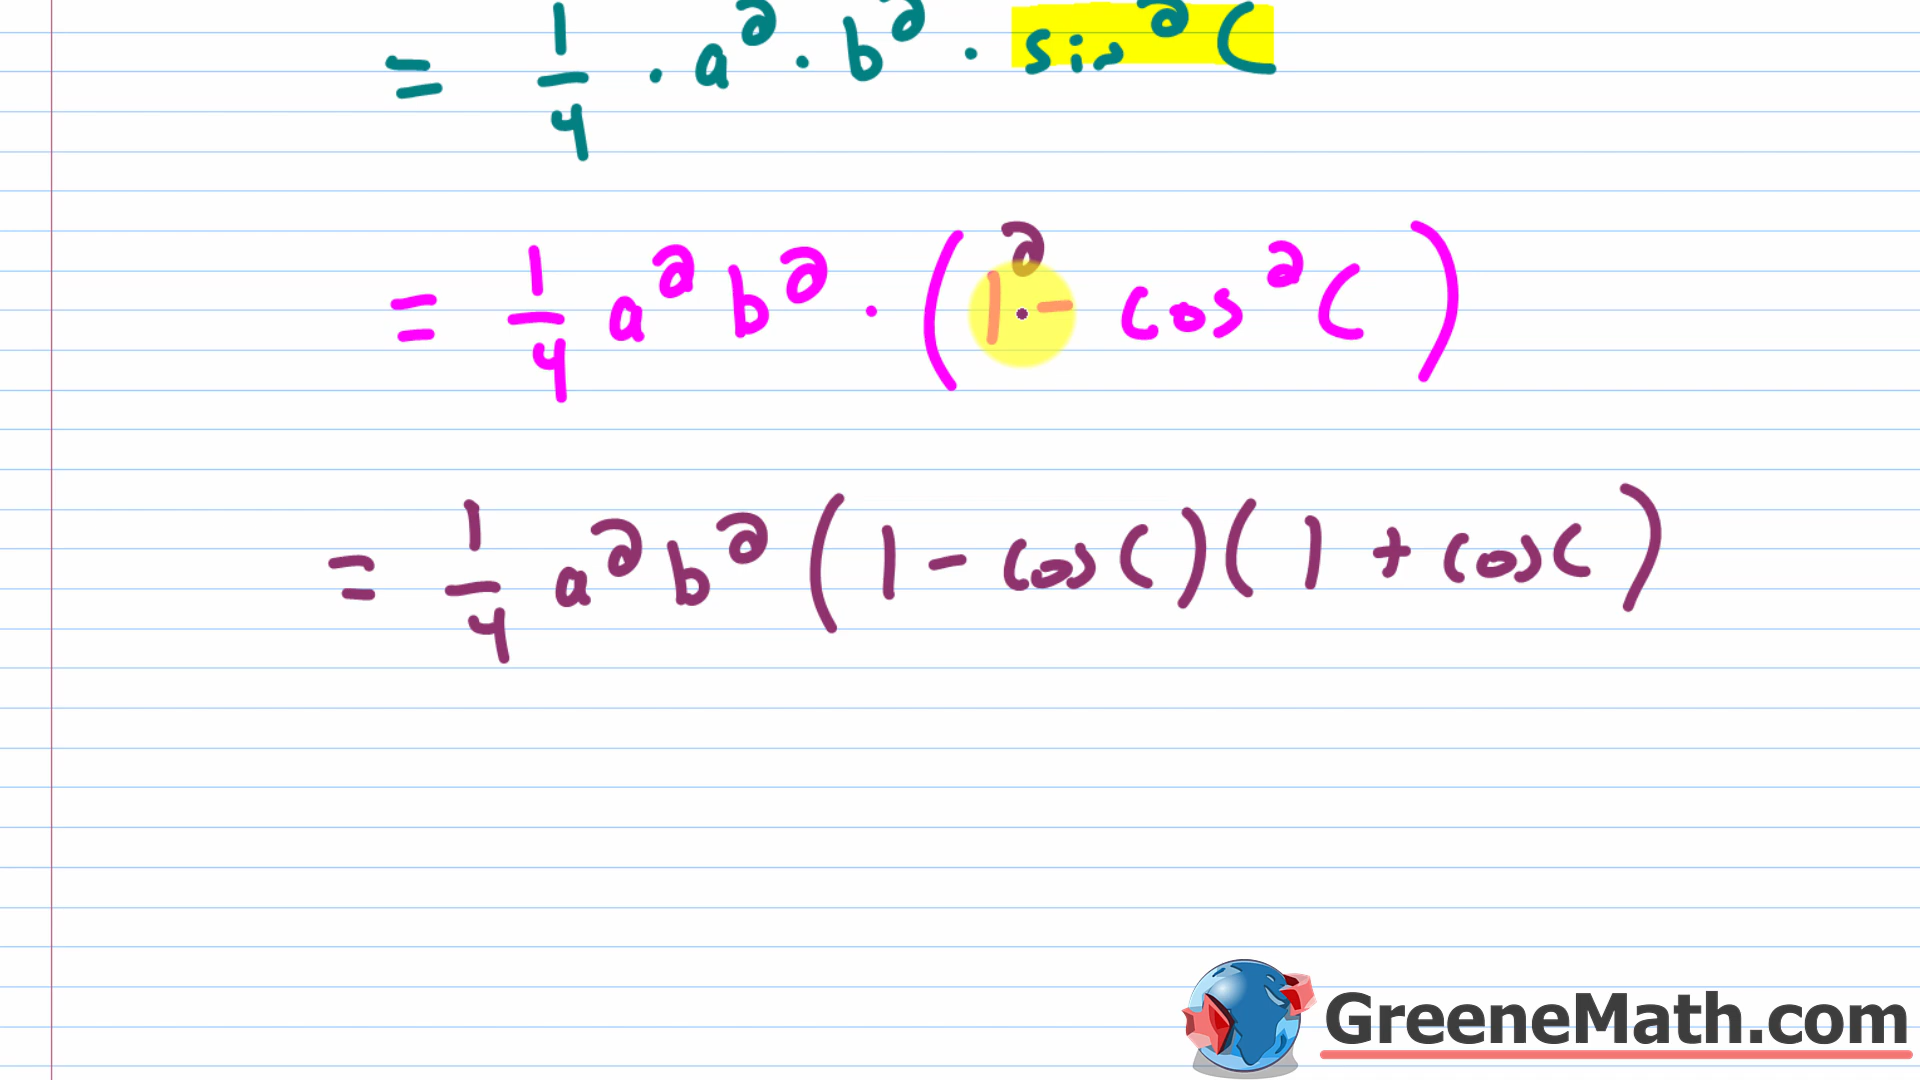 = 1/4 · a² · b² · sin² C
= 1/4 a² b² · (1² - cos² C)
= 1/4 a² b² (1 - cos C)(1 + cos C)
GreeneMath.com